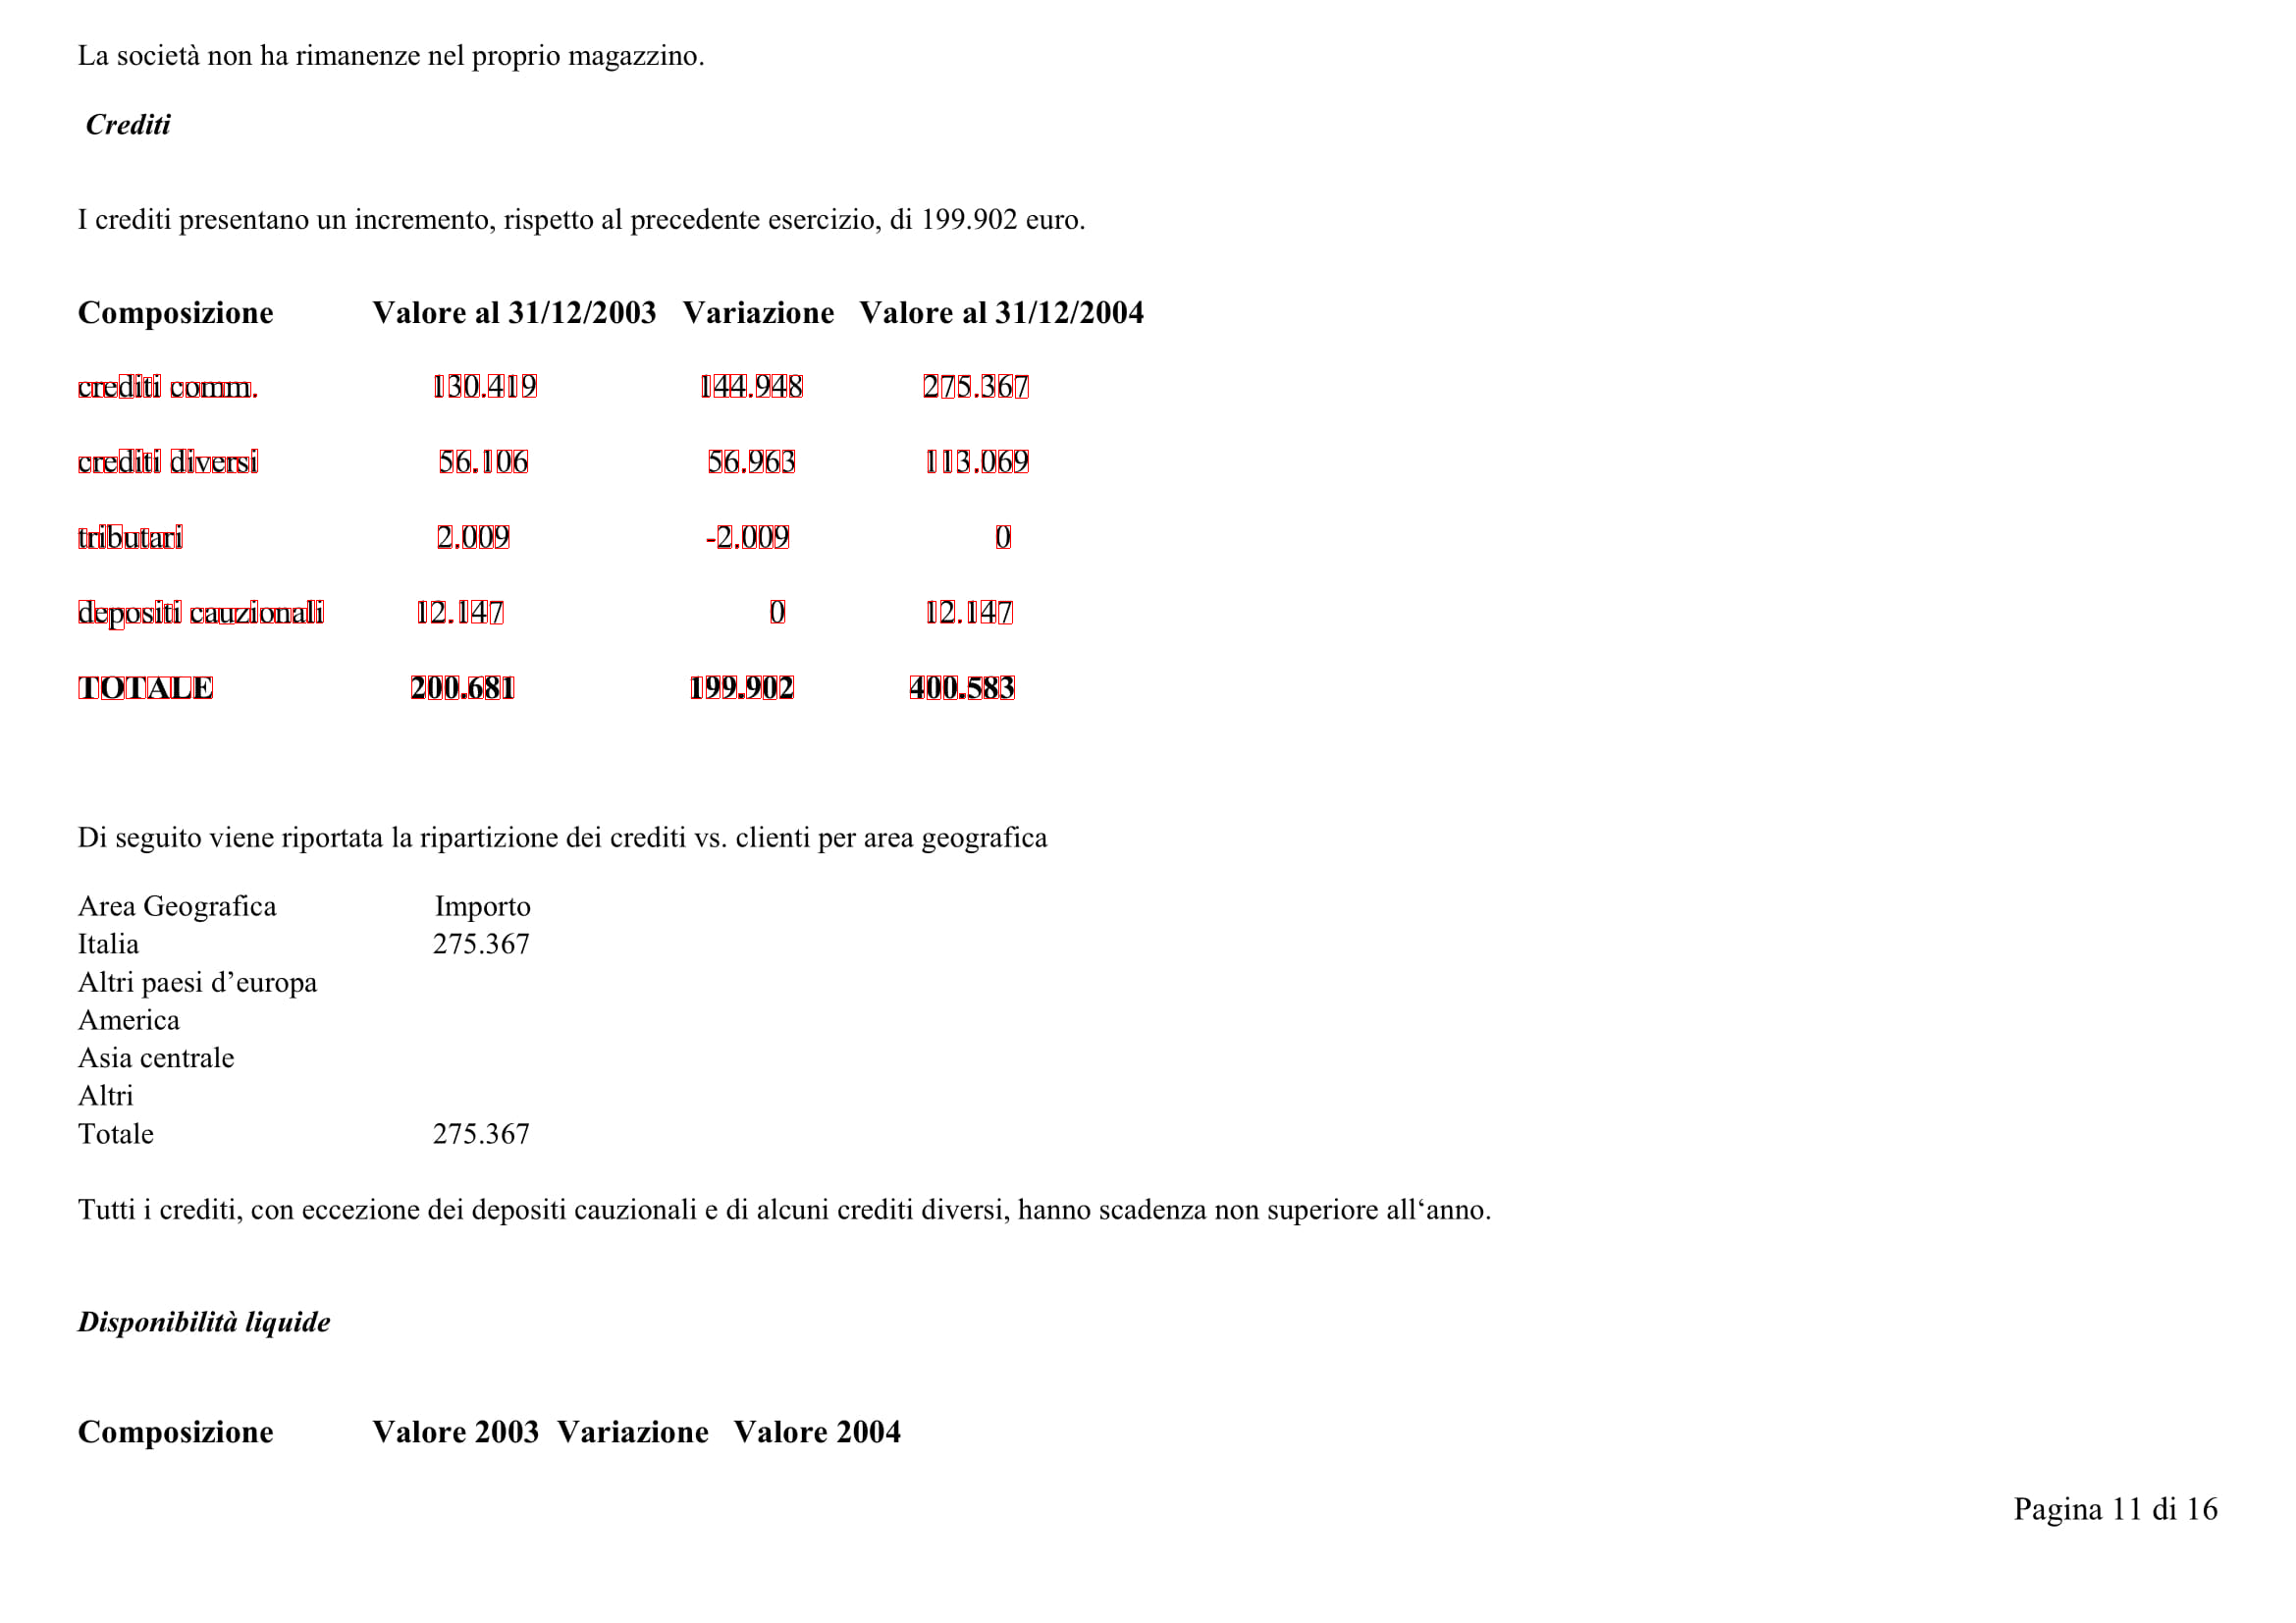 La società non ha rimanenze nel proprio magazzino.
Crediti
I crediti presentano un incremento, rispetto al precedente esercizio, di 199.902 euro.
Composizione Valore al 31/12/2003 Variazione Valore al 31/12/2004
crediti comm. 130.419 144.948 275.367
crediti diversi 56.106 56.963 113.069
tributari 2.009 -2.009 0
depositi cauzionali 12.147 0 12.147
TOTALE 200.681 199.902 400.583
Di seguito viene riportata la ripartizione dei crediti vs. clienti per area geografica
Area Geografica Importo
Italia 275.367
Altri paesi d’europa
America
Asia centrale
Altri
Totale 275.367
Tutti i crediti, con eccezione dei depositi cauzionali e di alcuni crediti diversi, hanno scadenza non superiore all‘anno.
Disponibilità liquide
Composizione Valore 2003 Variazione Valore 2004
Pagina 11 di 16